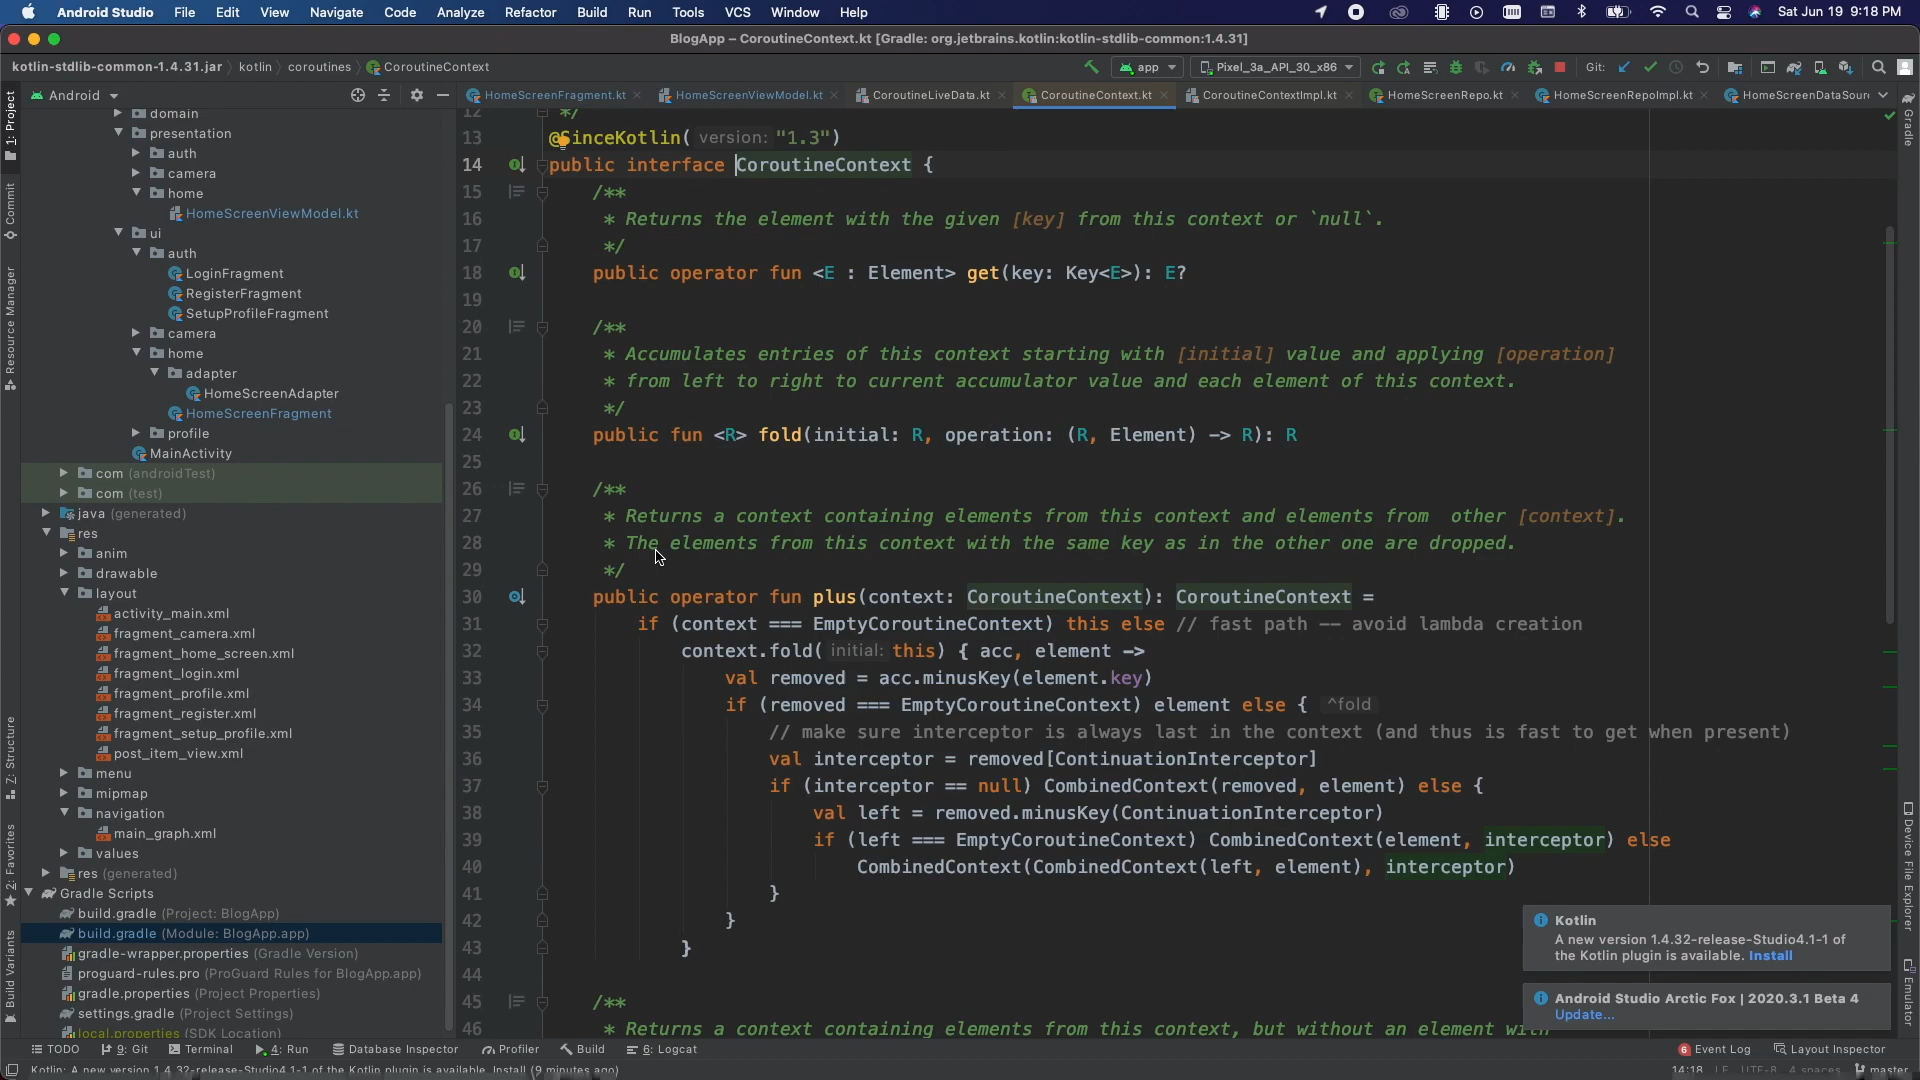 Android Studio File Edit View Navigate Code Analyze Refactor Build Run Tools VCS Window Help Sat Jun 19 9:18 PM
BlogApp – CoroutineContext.kt [Gradle: org.jetbrains.kotlin:kotlin-stdlib-common:1.4.31]
kotlin-stdlib-common-1.4.31.jar kotlin coroutines CoroutineContext app Pixel_3a_API_30_x86 Git:
Android HomeScreenFragment.kt HomeScreenViewModel.kt CoroutineLiveData.kt CoroutineContext.kt CoroutineContextImpl.kt HomeScreenRepo.kt HomeScreenRepoImpl.kt HomeScreenDataSour
1: Project
Commit
Resource Manager
Z: Structure
2: Favorites
Build Variants
domain
presentation
auth
camera
home
HomeScreenViewModel.kt
ui
auth
LoginFragment
RegisterFragment
SetupProfileFragment
camera
home
adapter
HomeScreenAdapter
HomeScreenFragment
profile
MainActivity
com (androidTest)
com (test)
java (generated)
res
anim
drawable
layout
activity_main.xml
fragment_camera.xml
fragment_home_screen.xml
fragment_login.xml
fragment_profile.xml
fragment_register.xml
fragment_setup_profile.xml
post_item_view.xml
menu
mipmap
navigation
main_graph.xml
values
res (generated)
Gradle Scripts
build.gradle (Project: BlogApp)
build.gradle (Module: BlogApp.app)
gradle-wrapper.properties (Gradle Version)
proguard-rules.pro (ProGuard Rules for BlogApp.app)
gradle.properties (Project Properties)
settings.gradle (Project Settings)
local.properties (SDK Location)
12 */
13 @SinceKotlin( version: "1.3")
14 public interface CoroutineContext {
15 /**
16 * Returns the element with the given [key] from this context or `null`.
17 */
18 public operator fun <E : Element> get(key: Key<E>): E?
19
20 /**
21 * Accumulates entries of this context starting with [initial] value and applying [operation]
22 * from left to right to current accumulator value and each element of this context.
23 */
24 public fun <R> fold(initial: R, operation: (R, Element) -> R): R
25
26 /**
27 * Returns a context containing elements from this context and elements from  other [context].
28 * The elements from this context with the same key as in the other one are dropped.
29 */
30 public operator fun plus(context: CoroutineContext): CoroutineContext =
31 if (context === EmptyCoroutineContext) this else // fast path -- avoid lambda creation
32 context.fold( initial: this) { acc, element ->
33 val removed = acc.minusKey(element.key)
34 if (removed === EmptyCoroutineContext) element else { ^fold
35 // make sure interceptor is always last in the context (and thus is fast to get when present)
36 val interceptor = removed[ContinuationInterceptor]
37 if (interceptor == null) CombinedContext(removed, element) else {
38 val left = removed.minusKey(ContinuationInterceptor)
39 if (left === EmptyCoroutineContext) CombinedContext(element, interceptor) else
40 CombinedContext(CombinedContext(left, element), interceptor)
41 }
42 }
43 }
44
45 /**
46 * Returns a context containing elements from this context, but without an element with
Kotlin
A new version 1.4.32-release-Studio4.1-1 of
the Kotlin plugin is available. Install
Android Studio Arctic Fox | 2020.3.1 Beta 4
Update...
Gradle
Device File Explorer
Emulator
TODO 9: Git Terminal 4: Run Database Inspector Profiler Build 6: Logcat 6 Event Log Layout Inspector
Kotlin: A new version 1.4.32-release-Studio4.1-1 of the Kotlin plugin is available. Install (9 minutes ago) 14:18 LF UTF-8 4 spaces master